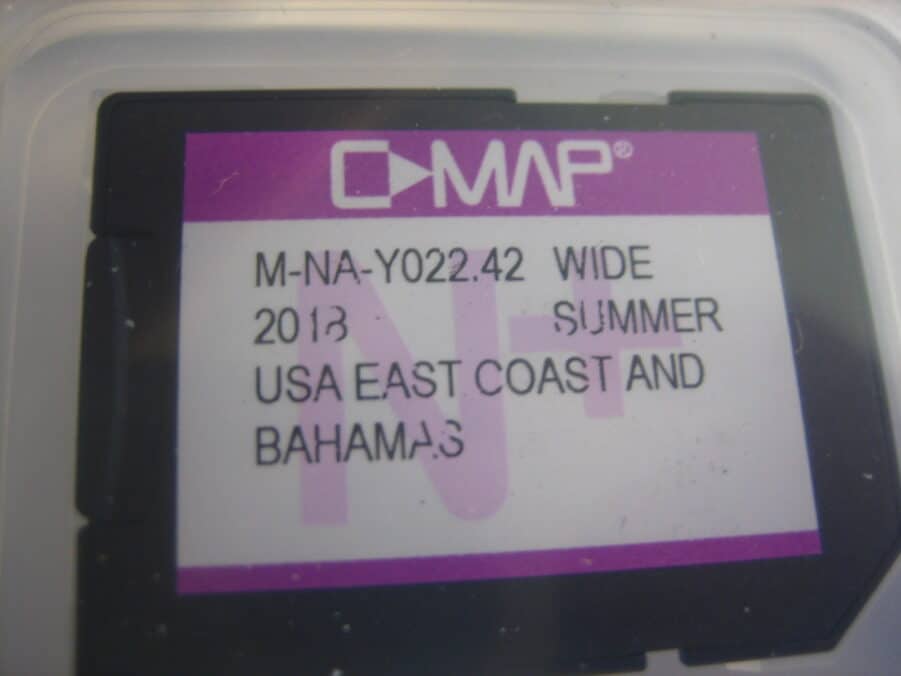 C-MAP®
M-NA-Y022.42 WIDE
2018 SUMMER
USA EAST COAST AND
BAHAMAS
N+